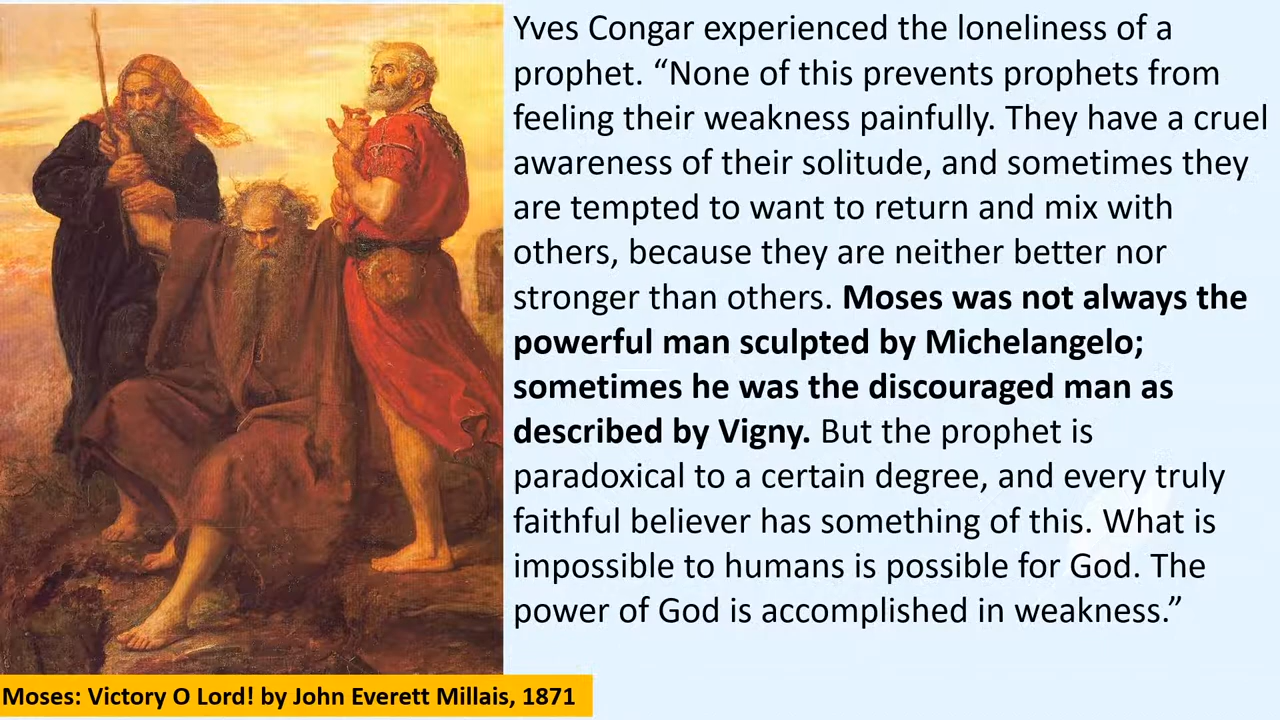 Yves Congar experienced the loneliness of a
prophet. “None of this prevents prophets from
feeling their weakness painfully. They have a cruel
awareness of their solitude, and sometimes they
are tempted to want to return and mix with
others, because they are neither better nor
stronger than others. Moses was not always the
powerful man sculpted by Michelangelo;
sometimes he was the discouraged man as
described by Vigny. But the prophet is
paradoxical to a certain degree, and every truly
faithful believer has something of this. What is
impossible to humans is possible for God. The
power of God is accomplished in weakness.”
Moses: Victory O Lord! by John Everett Millais, 1871